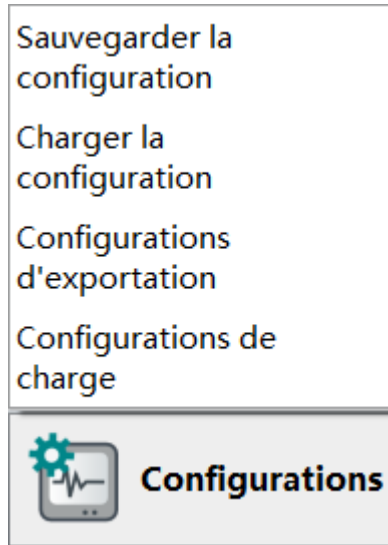 Sauvegarder la
configuration
Charger la
configuration
Configurations
d'exportation
Configurations de
charge
Configurations